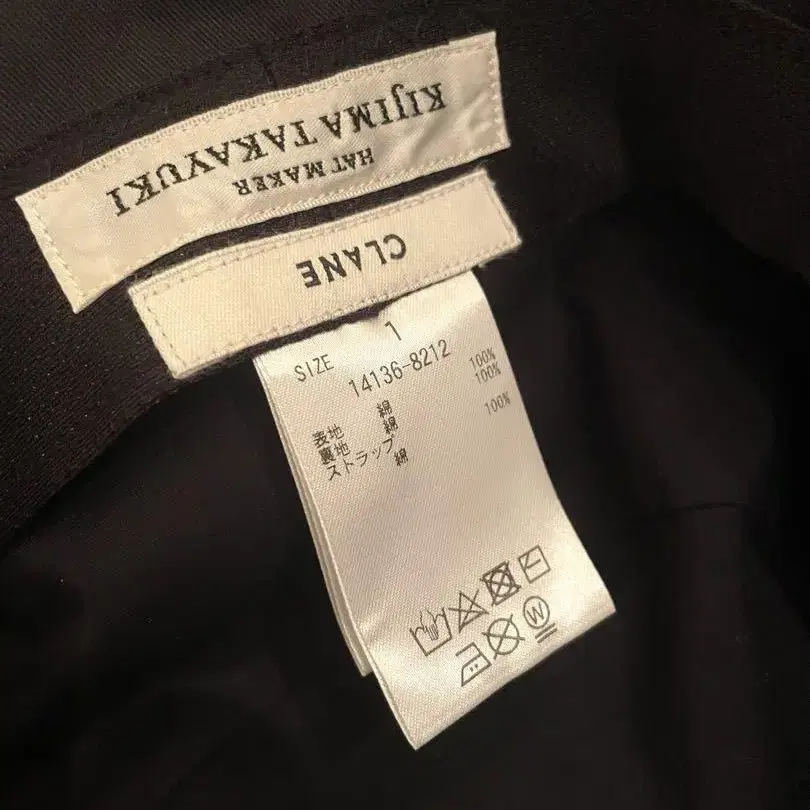 KIJIMA TAKAYUKI
HAT MAKER
CLANE
SIZE 1
14136-8212
表地 綿 100%
裏地 綿 100%
ストラップ 綿 100%
W